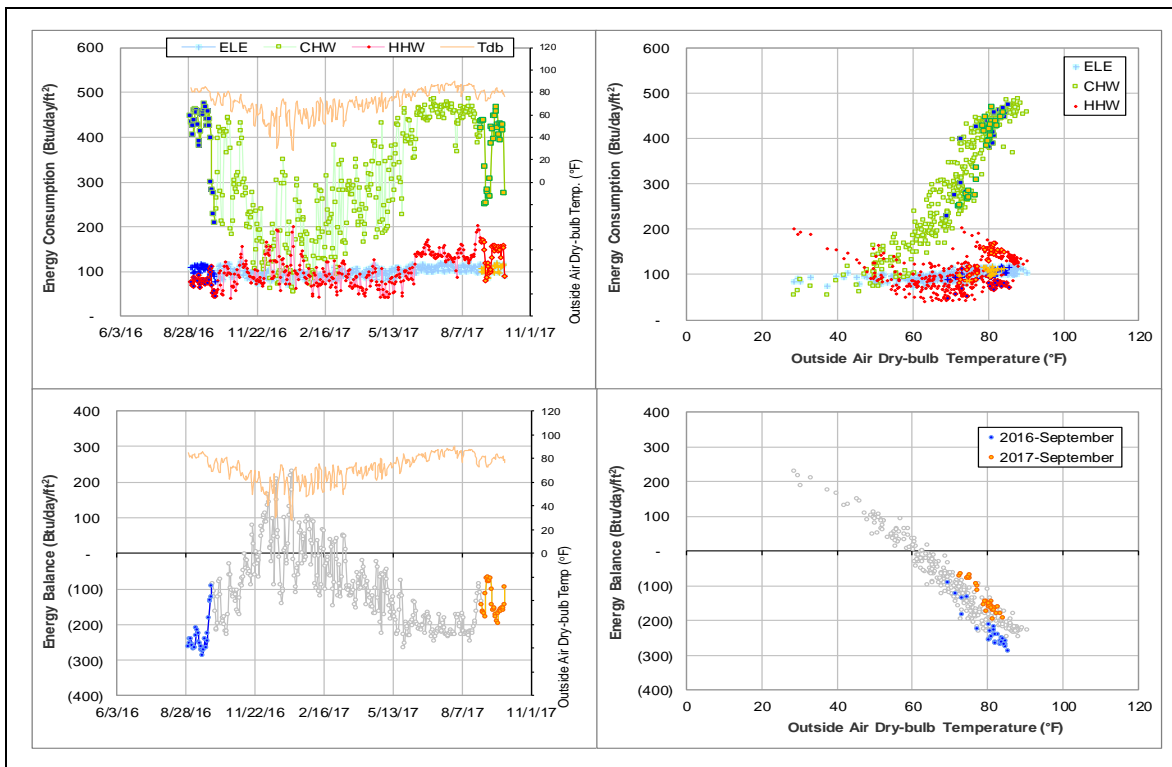 ELE CHW HHW Tdb
Energy Consumption (Btu/day/ft²)
600
500
400
300
200
100
-
120
100
80
60
40
20
0
Outside Air Dry-bulb Temp. (°F)
6/3/16 8/28/16 11/22/16 2/16/17 5/13/17 8/7/17 11/1/17
ELE
CHW
HHW
Energy Consumption (Btu/day/ft²)
600
500
400
300
200
100
-
0 20 40 60 80 100 120
Outside Air Dry-bulb Temperature (°F)
Energy Balance (Btu/day/ft²)
400
300
200
100
-
(100)
(200)
(300)
(400)
120
100
80
60
40
20
0
Outside Air Dry-bulb Temp (°F)
6/3/16 8/28/16 11/22/16 2/16/17 5/13/17 8/7/17 11/1/17
2016-September
2017-September
Energy Balance (Btu/day/ft²)
400
300
200
100
-
(100)
(200)
(300)
(400)
0 20 40 60 80 100 120
Outside Air Dry-bulb Temperature (°F)